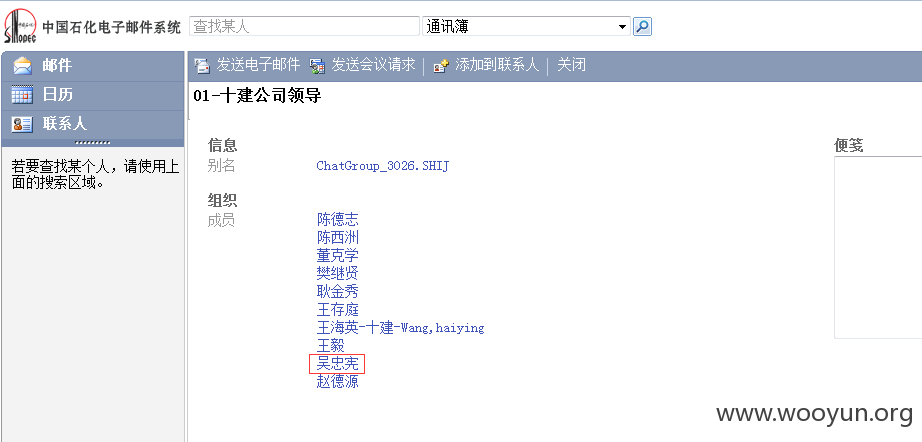 SINOPEC 中国石化电子邮件系统 查找某人 通讯簿
邮件 发送电子邮件 发送会议请求 添加到联系人 关闭
日历 01-十建公司领导
联系人
信息 便笺
别名 ChatGroup_3026.SHIJ
若要查找某个人，请使用上
面的搜索区域。
组织
成员 陈德志
陈西洲
董克学
樊继贤
耿金秀
王存庭
王海英-十建-Wang,haiying
王毅
吴忠宪
赵德源
www.wooyun.org